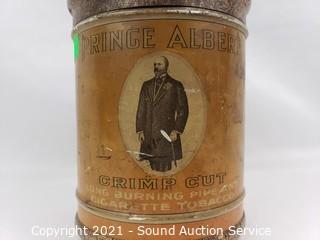 PRINCE ALBERT
CRIMP CUT
LONG BURNING PIPE AND
CIGARETTE TOBACCO
Copyright 2021 - Sound Auction Service